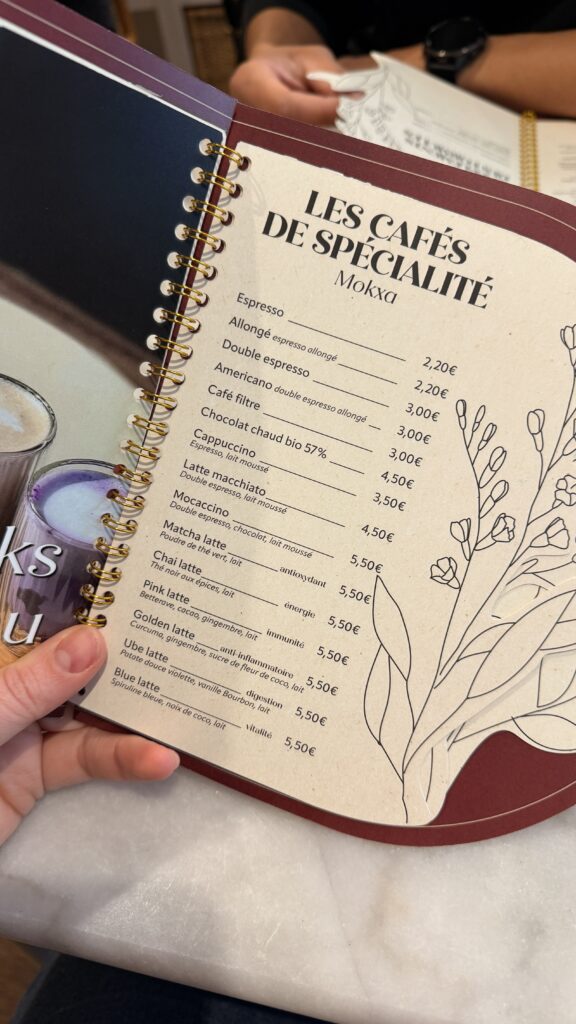 LES CAFÉS
DE SPÉCIALITÉ
Mokxa
Espresso 2,20€
Allongé espresso allongé 2,20€
Double espresso 3,00€
Americano double espresso allongé 3,00€
Café filtre 3,00€
Chocolat chaud bio 57% 4,50€
Cappuccino 3,50€
Espresso, lait moussé
Latte macchiato 4,50€
Double espresso, lait moussé
Mocaccino 5,50€
Double espresso, chocolat, lait moussé
Matcha latte antioxydant 5,50€
Poudre de thé vert, lait
Chai latte énergie 5,50€
Thé noir aux épices, lait
Pink latte immunité 5,50€
Betterave, cacao, gingembre, lait
Golden latte anti-inflammatoire 5,50€
Curcuma, gingembre, sucre de fleur de coco, lait
Ube latte digestion 5,50€
Patate douce violette, vanille Bourbon, lait
Blue latte vitalité 5,50€
Spiruline bleue, noix de coco, lait
ks
u